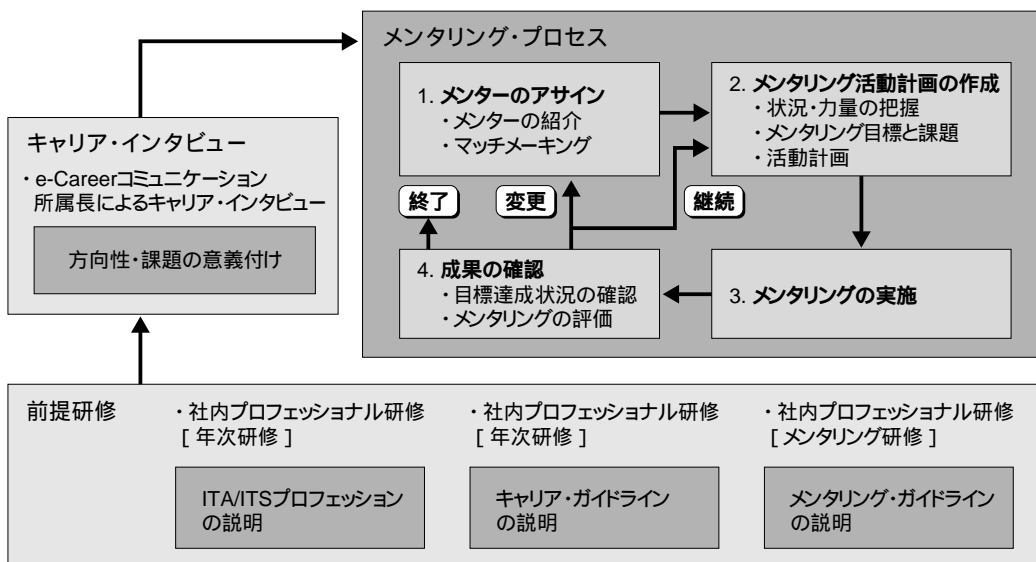 メンタリング・プロセス
1. メンターのアサイン
・メンターの紹介
・マッチメーキング
2. メンタリング活動計画の作成
・状況・力量の把握
・メンタリング目標と課題
・活動計画
キャリア・インタビュー
・e-Careerコミュニケーション
所属長によるキャリア・インタビュー
方向性・課題の意義付け
終了
変更
継続
4. 成果の確認
・目標達成状況の確認
・メンタリングの評価
3. メンタリングの実施
前提研修
・社内プロフェッショナル研修
[ 年次研修 ]
ITA/ITSプロフェッション
の説明
・社内プロフェッショナル研修
[ 年次研修 ]
キャリア・ガイドライン
の説明
・社内プロフェッショナル研修
[ メンタリング研修 ]
メンタリング・ガイドライン
の説明